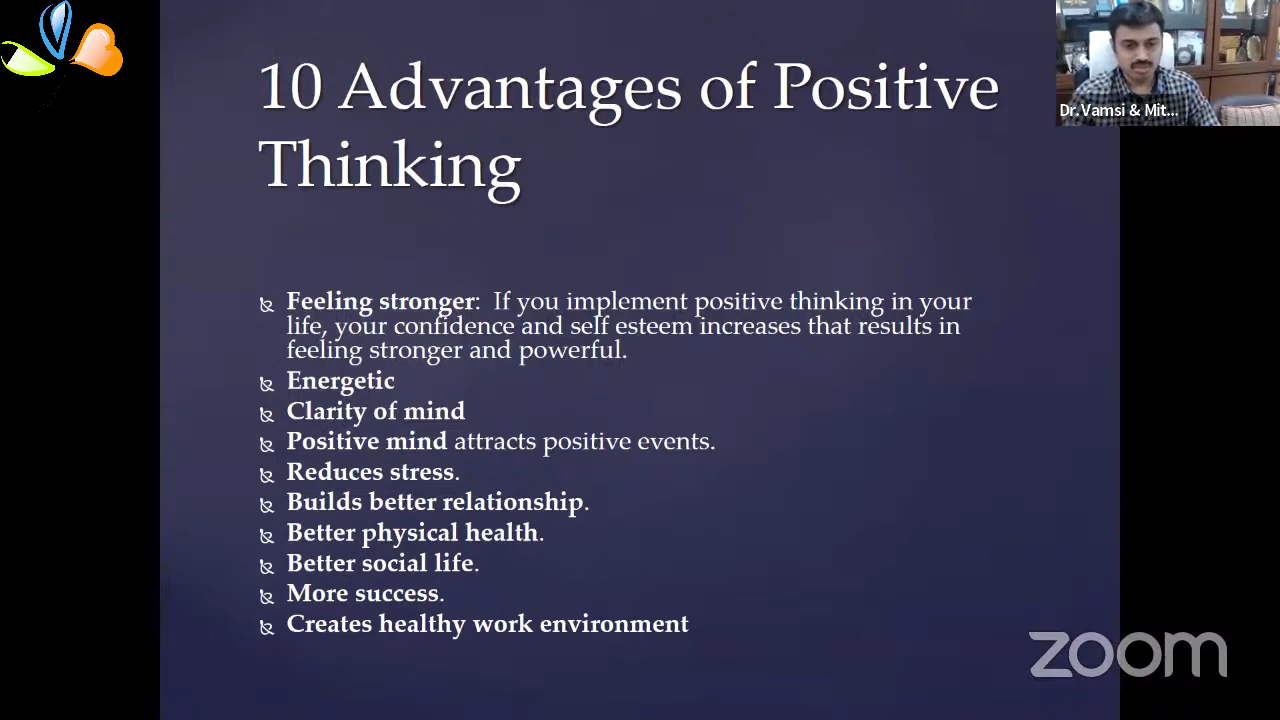 10 Advantages of Positive
Thinking
Dr.Vamsi & Mit...
Feeling stronger:  If you implement positive thinking in your
life, your confidence and self esteem increases that results in
feeling stronger and powerful.
Energetic
Clarity of mind
Positive mind attracts positive events.
Reduces stress.
Builds better relationship.
Better physical health.
Better social life.
More success.
Creates healthy work environment
zoom